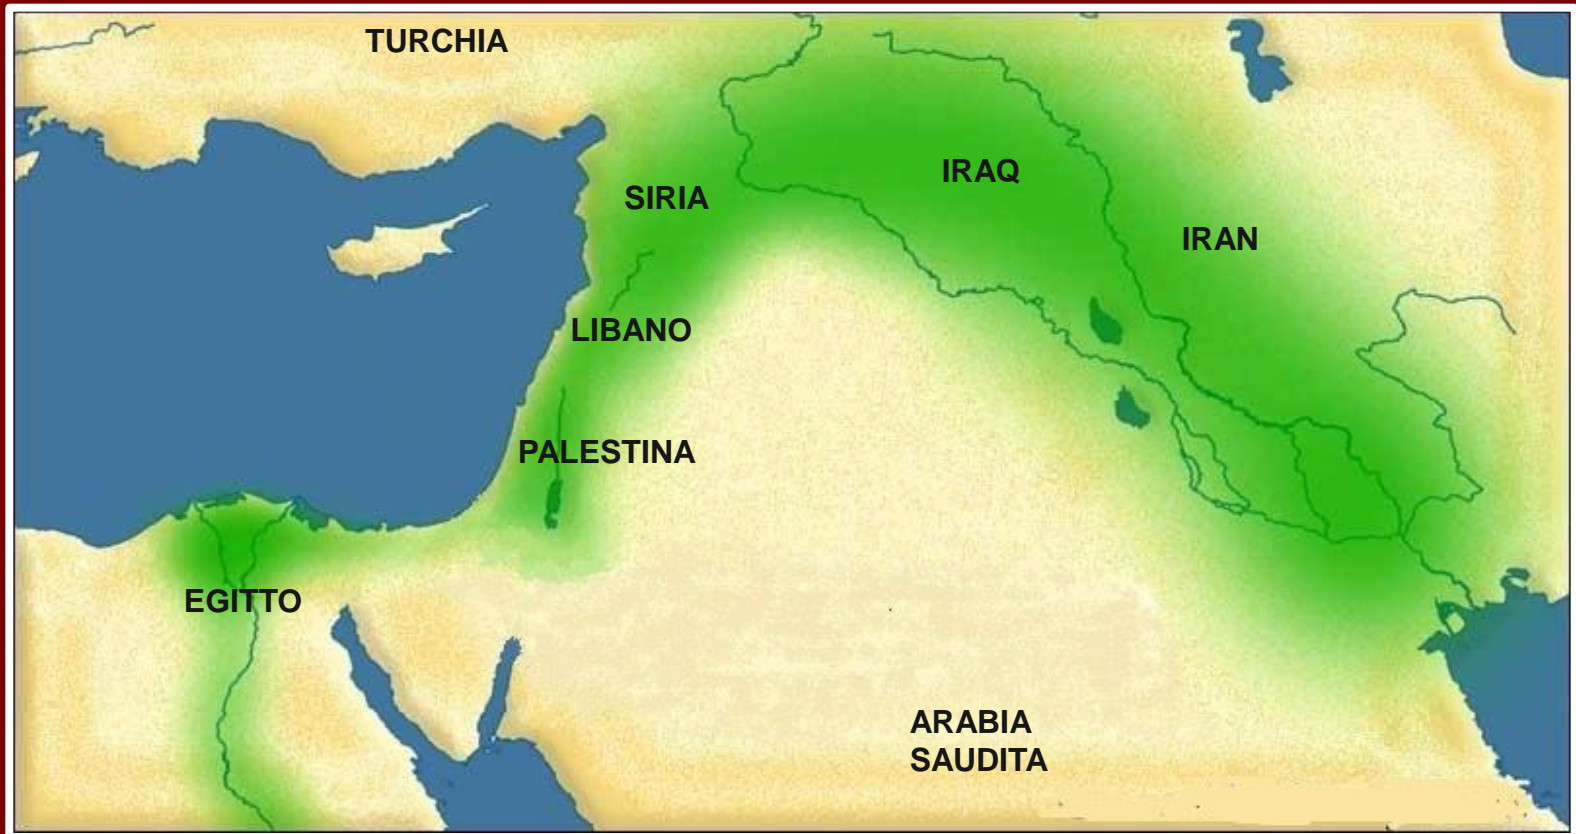 TURCHIA
IRAQ
SIRIA
IRAN
LIBANO
PALESTINA
EGITTO
ARABIA
SAUDITA